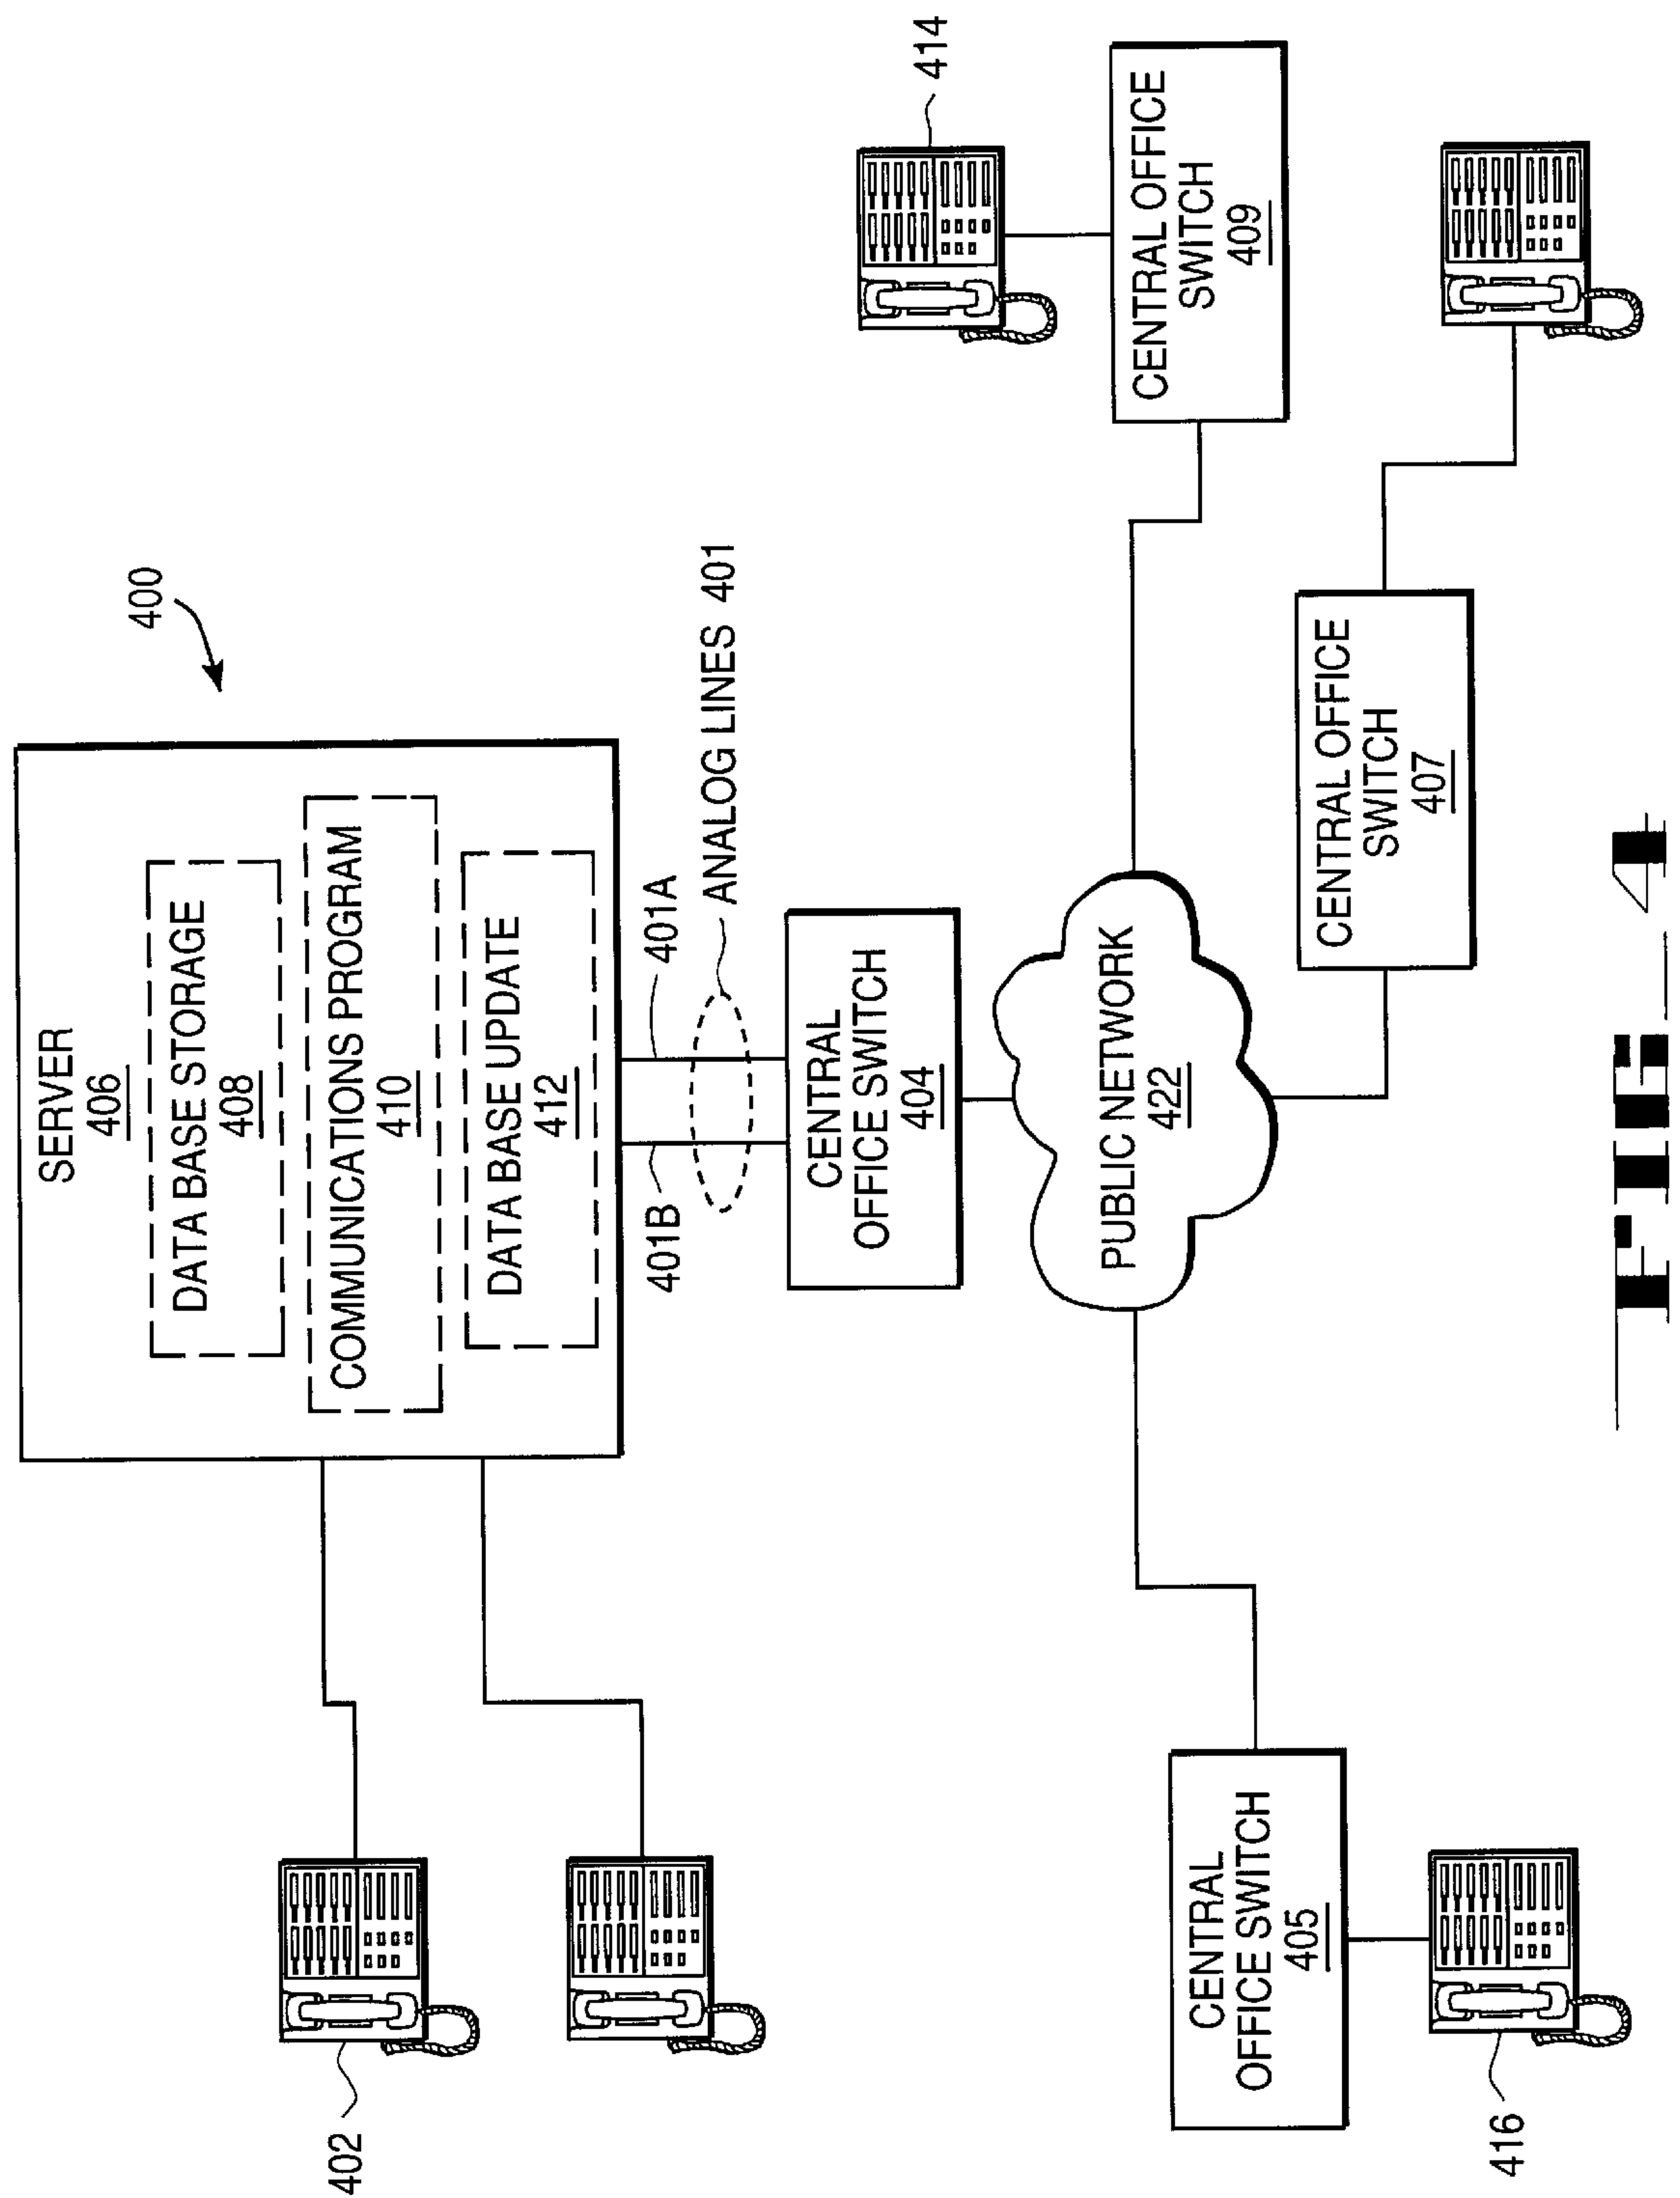 400
SERVER
406
DATA BASE STORAGE
408
COMMUNICATIONS PROGRAM
410
DATA BASE UPDATE
412
402
401B
401A
ANALOG LINES 401
CENTRAL
OFFICE SWITCH
404
414
PUBLIC NETWORK
422
CENTRAL OFFICE
SWITCH
409
CENTRAL
OFFICE SWITCH
405
CENTRAL OFFICE
SWITCH
407
416
FIG 4